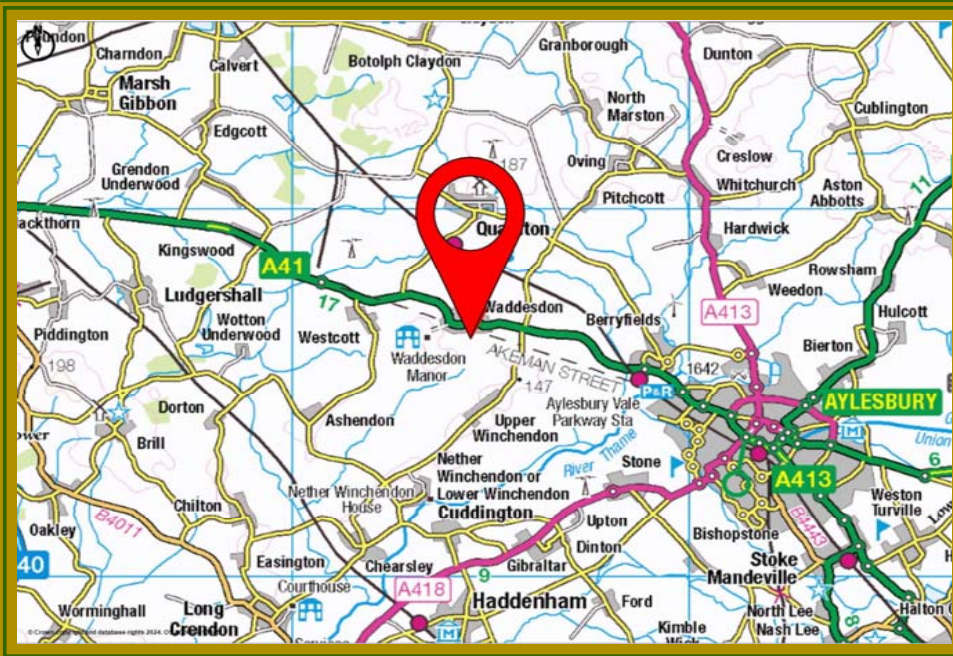 Charndon
Calvert
Botolph Claydon
Granborough
Dunton
Marsh
Gibbon
North
Marston
Cublington
Edgcott
Creslow
187
Oving
Grendon
Underwood
Whitchurch
Aston
Abbotts
11
Pitchcott
Hardwick
Kingswood
A41
Rowsham
Ludgershall
17
Waddesdon
Weedon
Hulcott
A413
Piddington
Wotton
Underwood
Westcott
Berryfields
Bierton
198
Waddesdon
Manor
AKEMAN STREET
1642
147
P&R
AYLESBURY
Aylesbury Vale
Parkway Sta
Dorton
Ashendon
Upper
Winchendon
Brill
River Thame
Union
6
Nether
Winchendon or
Lower Winchendon
Stone
A413
Nether Winchendon
House
Cuddington
Weston
Turville
Chilton
Upton
B4011
Oakley
Bishopstone
B4443
Dinton
40
Easington
Chearsley
Gibraltar
Stoke
Mandeville
Courthouse
A418
9
Worminghall
Long
Crendon
Haddenham
Ford
North Lee
Nash Lee
8
Kimble